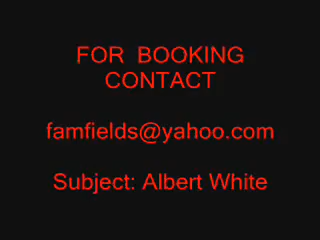 FOR BOOKING
CONTACT
famfields@yahoo.com
Subject: Albert White